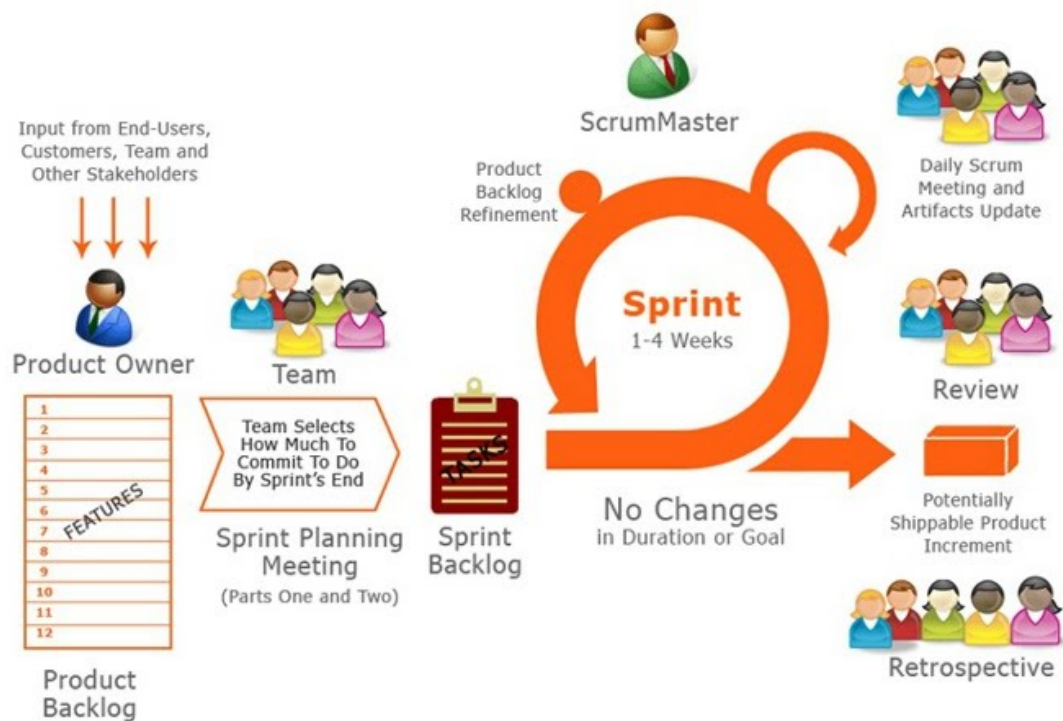 Input from End-Users,
Customers, Team and
Other Stakeholders
Product Owner
1
2
3
4
5
6
7
8
9
10
11
12
FEATURES
Product
Backlog
Team
Team Selects
How Much To
Commit To Do
By Sprint's End
Sprint Planning
Meeting
(Parts One and Two)
TASKS
Sprint
Backlog
ScrumMaster
Product
Backlog
Refinement
Sprint
1-4 Weeks
No Changes
in Duration or Goal
Daily Scrum
Meeting and
Artifacts Update
Review
Potentially
Shippable Product
Increment
Retrospective